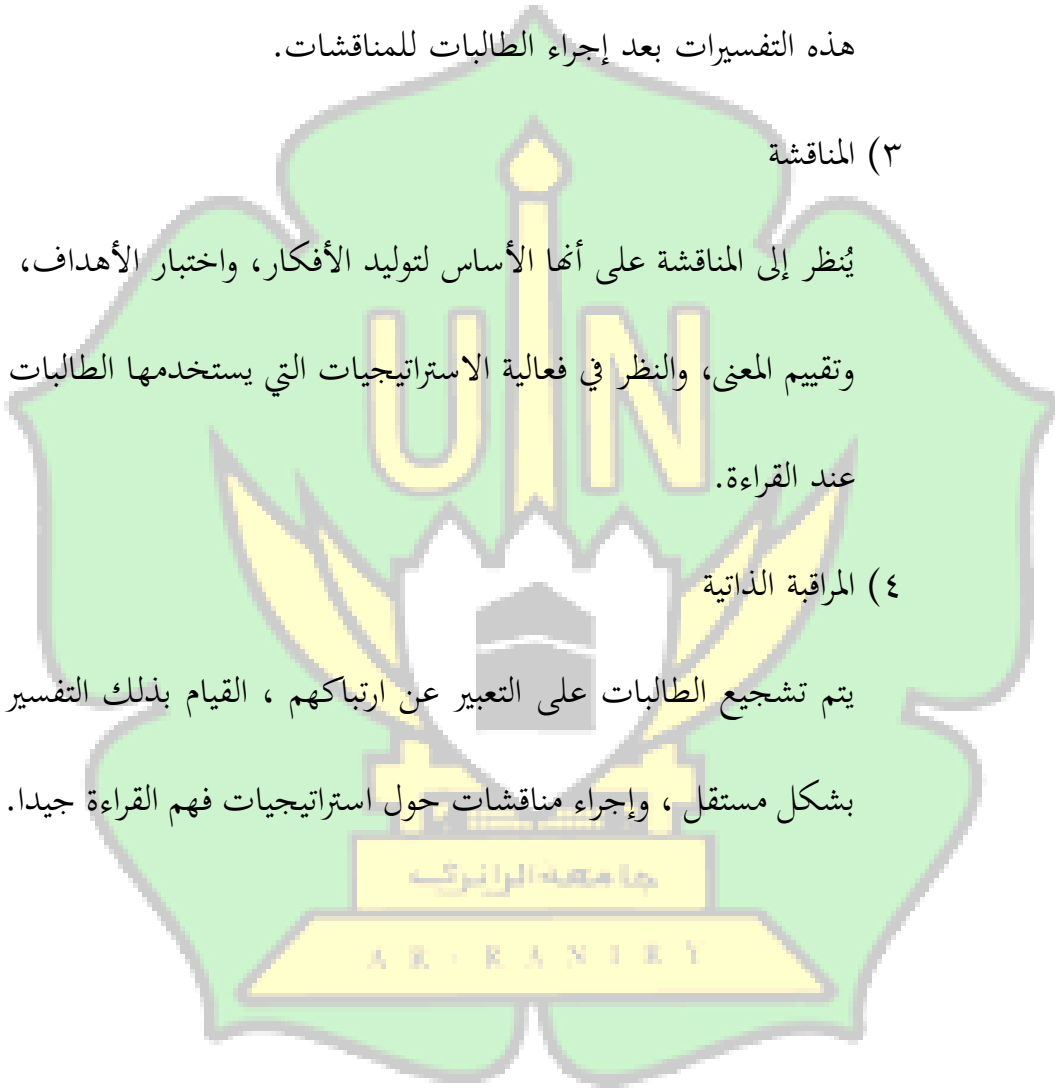 هذه التفسيرات بعد إجراء الطالبات للمناقشات.
٣) المناقشة
يُنظر إلى المناقشة على أنها الأساس لتوليد الأفكار، واختبار الأهداف،
وتقييم المعنى، والنظر في فعالية الاستراتيجيات التي يستخدمها الطالبات
عند القراءة.
٤) المراقبة الذاتية
يتم تشجيع الطالبات على التعبير عن ارتباكهم ، القيام بذلك التفسير
بشكل مستقل ، وإجراء مناقشات حول استراتيجيات فهم القراءة جيدا.
UIN
جامعة الرانري
AR-RANIRY